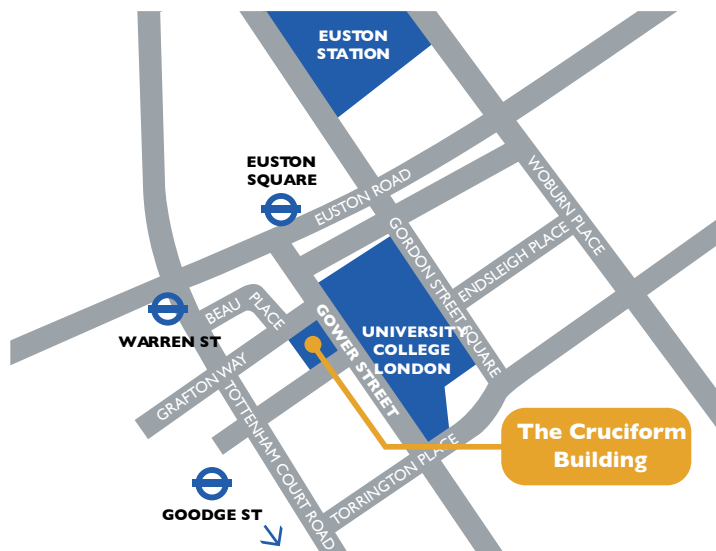 EUSTON
STATION
EUSTON
SQUARE
EUSTON ROAD
WOBURN PLACE
GORDON STREET SQUARE
ENDSLEIGH PLACE
BEAU PLACE
WARREN ST
GOWER STREET
UNIVERSITY
COLLEGE
LONDON
GRAFTON WAY
TOTTENHAM COURT ROAD
The Cruciform
Building
TORRINGTON PLACE
GOODGE ST